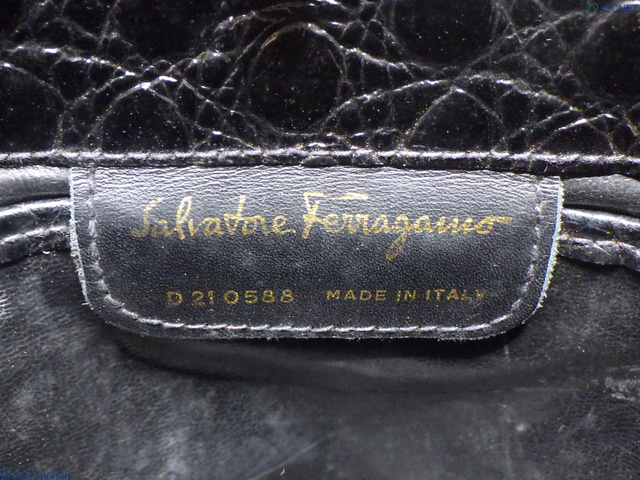 Salvatore Ferragamo
D 21 0588 MADE IN ITALY